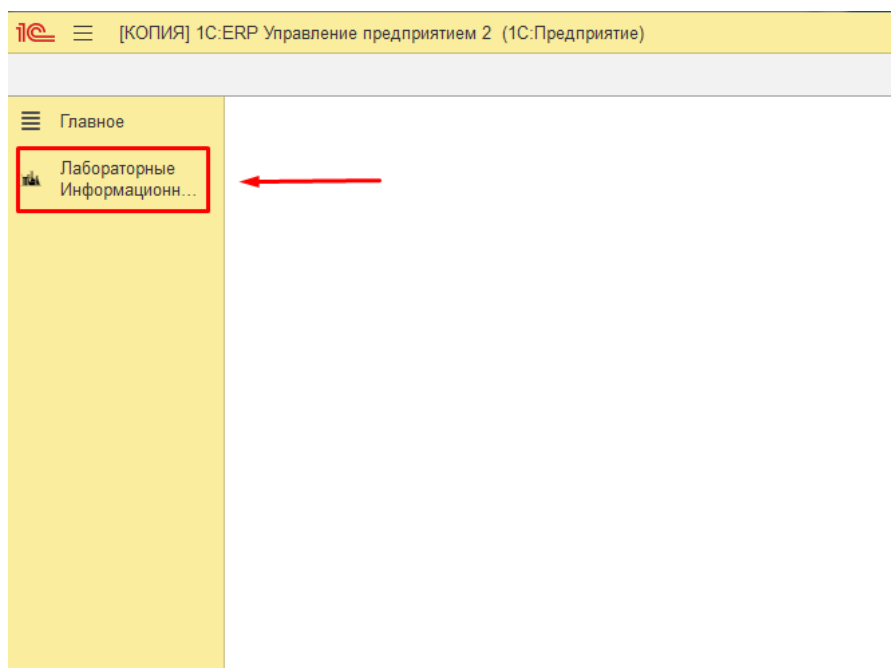 1С [КОПИЯ] 1С:ERP Управление предприятием 2 (1С:Предприятие)
Главное
Лабораторные
Информационн...